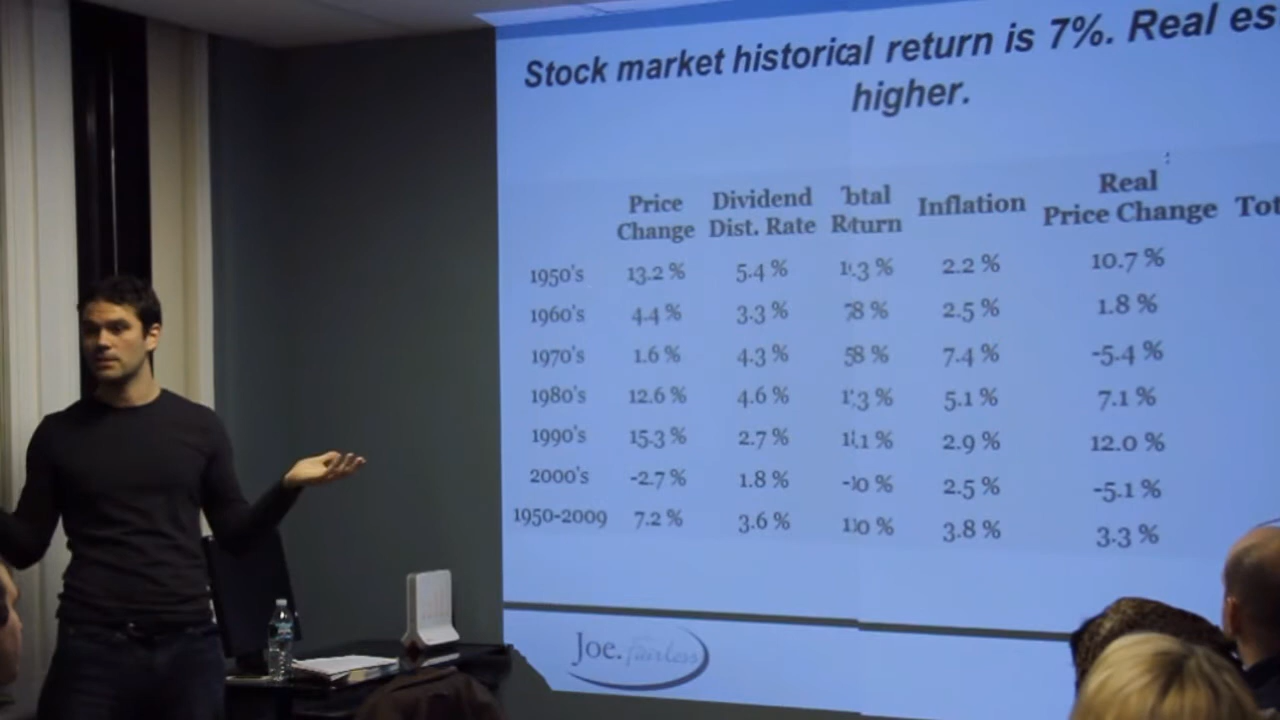 Stock market historical return is 7%. Real es
higher.
Price Change Dividend Dist. Rate Total Return Inflation Real Price Change Tot
1950's 13.2 % 5.4 % 2.2 % 10.7 %
1960's 4.4 % 3.3 % 2.5 % 1.8 %
1970's 1.6 % 4.3 % 7.4 % -5.4 %
1980's 12.6 % 4.6 % 5.1 % 7.1 %
1990's 15.3 % 2.7 % 2.9 % 12.0 %
2000's -2.7 % 1.8 % 2.5 % -5.1 %
1950-2009 7.2 % 3.6 % 3.8 % 3.3 %
Joe. fairless